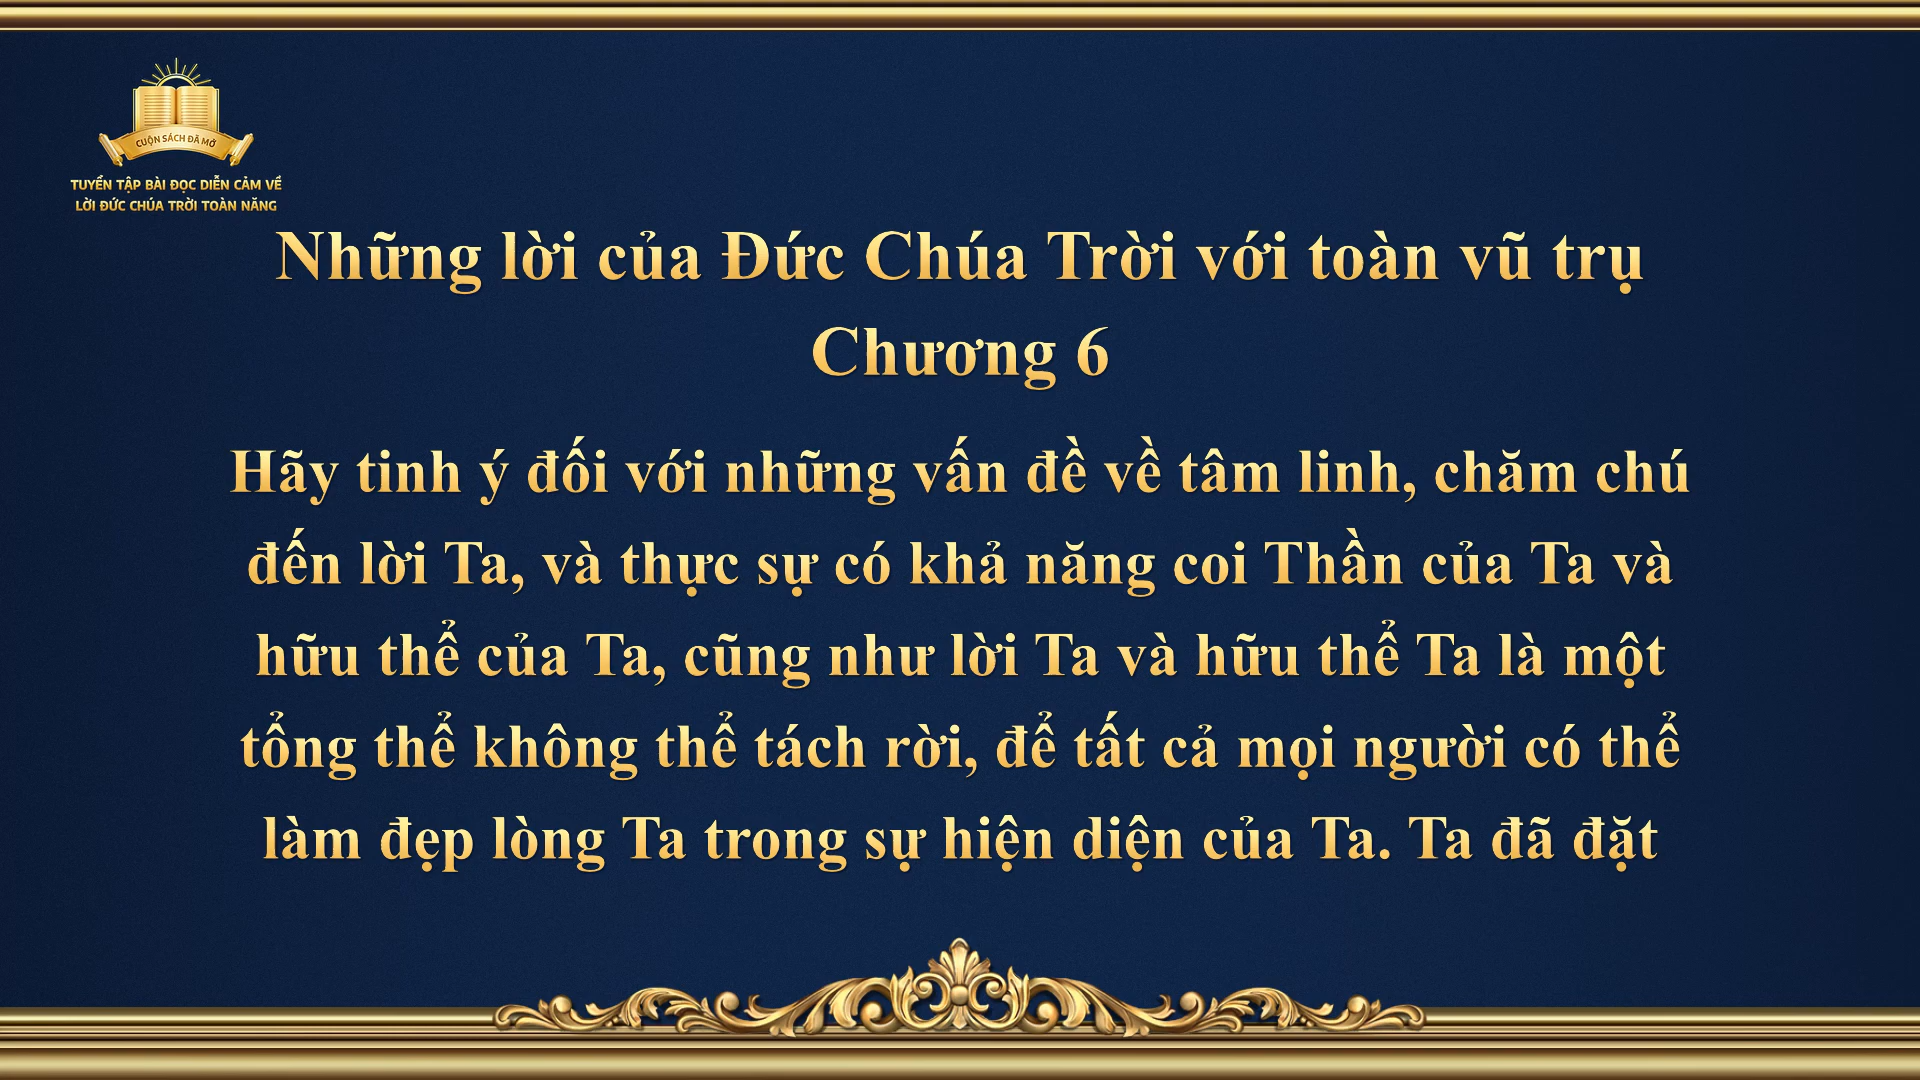 CUỘN SÁCH ĐÃ MỞ
TUYỂN TẬP BÀI ĐỌC DIỄN CẢM VỀ
LỜI ĐỨC CHÚA TRỜI TOÀN NĂNG
Những lời của Đức Chúa Trời với toàn vũ trụ
Chương 6
Hãy tinh ý đối với những vấn đề về tâm linh, chăm chú
đến lời Ta, và thực sự có khả năng coi Thần của Ta và
hữu thể của Ta, cũng như lời Ta và hữu thể Ta là một
tổng thể không thể tách rời, để tất cả mọi người có thể
làm đẹp lòng Ta trong sự hiện diện của Ta. Ta đã đặt